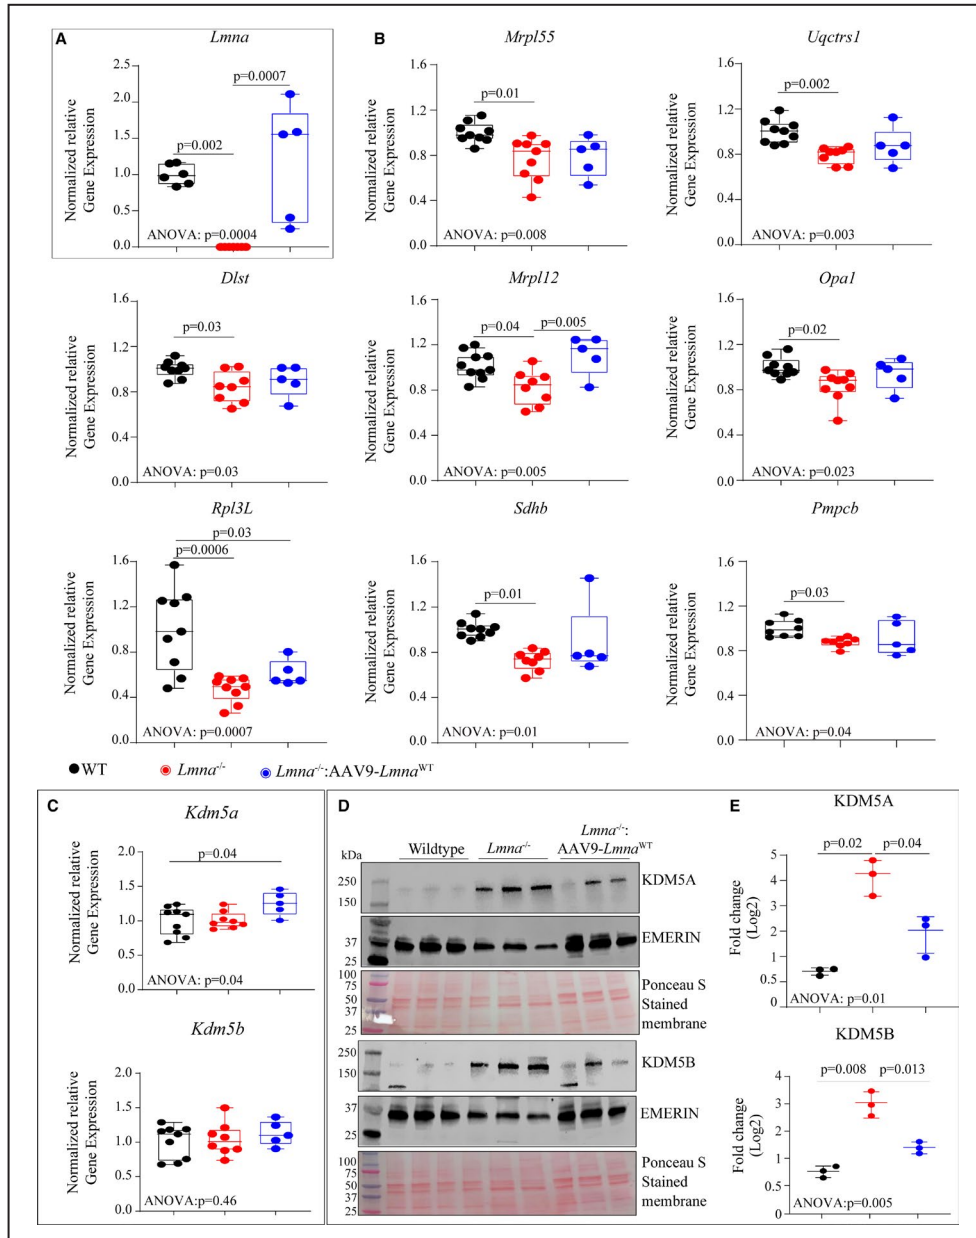 A
Lmna
Normalized relative
Gene Expression
2.5
2.0
1.5
1.0
0.5
0.0
p=0.0007
p=0.002
ANOVA: p=0.0004
B
Mrpl55
Normalized relative
Gene Expression
1.6
1.2
0.8
0.4
0.0
p=0.01
ANOVA: p=0.008
Uqctrs1
Normalized relative
Gene Expression
1.6
1.2
0.8
0.4
0.0
p=0.002
ANOVA: p=0.003
Dlst
Normalized relative
Gene Expression
1.6
1.2
0.8
0.4
0.0
p=0.03
ANOVA: p=0.03
Mrpl12
Normalized relative
Gene Expression
1.6
1.2
0.8
0.4
0.0
p=0.04
p=0.005
ANOVA: p=0.005
Opa1
Normalized relative
Gene Expression
1.6
1.2
0.8
0.4
0.0
p=0.02
ANOVA: p=0.023
Rpl3L
Normalized relative
Gene Expression
1.6
1.2
0.8
0.4
0.0
p=0.03
p=0.0006
ANOVA: p=0.0007
Sdhb
Normalized relative
Gene Expression
1.6
1.2
0.8
0.4
0.0
p=0.01
ANOVA: p=0.01
Pmpcb
Normalized relative
Gene Expression
1.6
1.2
0.8
0.4
0.0
p=0.03
ANOVA: p=0.04
WT
Lmna-/-
Lmna-/-:AAV9-LmnaWT
C
Kdm5a
Normalized relative
Gene Expression
2.0
1.5
1.0
0.5
0.0
p=0.04
ANOVA: p=0.04
Kdm5b
Normalized relative
Gene Expression
2.0
1.5
1.0
0.5
0.0
ANOVA:p=0.46
D
kDa
Wildtype
Lmna-/-
Lmna-/-:
AAV9-LmnaWT
250
150
KDM5A
37
25
EMERIN
100
75
50
37
25
Ponceau S
Stained
membrane
250
150
KDM5B
37
25
EMERIN
100
75
50
37
25
Ponceau S
Stained
membrane
E
KDM5A
Fold change
(Log2)
5
4
3
2
1
0.5
0
p=0.02
p=0.04
ANOVA: p=0.01
KDM5B
Fold change
(Log2)
4
3
2
1
0.5
0
p=0.008
p=0.013
ANOVA:p=0.005